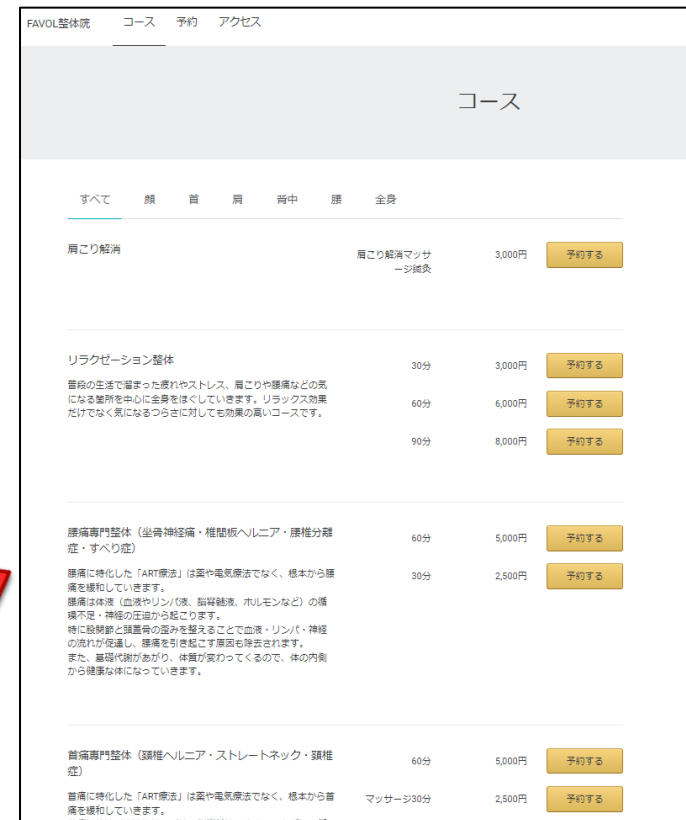 FAVOL整体院 コース 予約 アクセス
コース
すべて 顔 首 肩 背中 腰 全身
肩こり解消
肩こり解消マッサ
ージ鍼灸
3,000円 予約する
リラクゼーション整体
普段の生活で溜まった疲れやストレス、肩こりや腰痛などの気
になる箇所を中心に全身をほぐしていきます。リラックス効果
だけでなく気になるつらさに対しても効果の高いコースです。
30分 3,000円 予約する
60分 6,000円 予約する
90分 8,000円 予約する
腰痛専門整体（坐骨神経痛・椎間板ヘルニア・腰椎分離
症・すべり症）
腰痛に特化した「ART療法」は薬や電気療法でなく、根本から腰
痛を緩和していきます。
腰痛は体液（血液やリンパ液、脳脊髄液、ホルモンなど）の循
環不足・神経の圧迫から起こります。
特に股関節と頭蓋骨の歪みを整えることで血液・リンパ・神経
の流れが促進し、腰痛を引き起こす原因も除去されます。
また、基礎代謝があがり、体質が変わってくるので、体の内側
から健康な体になっていきます。
60分 5,000円 予約する
30分 2,500円 予約する
首痛専門整体（頚椎ヘルニア・ストレートネック・頚椎
症）
首痛に特化した「ART療法」は薬や電気療法でなく、根本から首
痛を緩和していきます。
60分 5,000円 予約する
マッサージ30分 2,500円 予約する